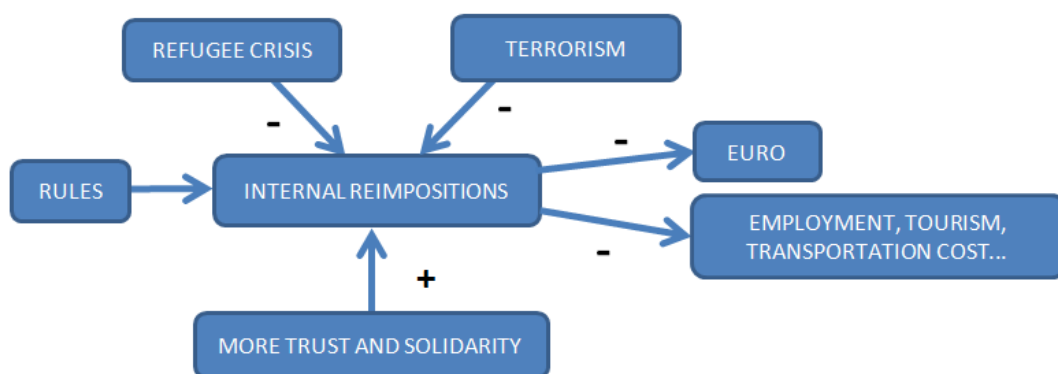 REFUGEE CRISIS
TERRORISM
-
-
-
EURO
RULES
INTERNAL REIMPOSITIONS
EMPLOYMENT, TOURISM,
TRANSPORTATION COST...
-
+
MORE TRUST AND SOLIDARITY